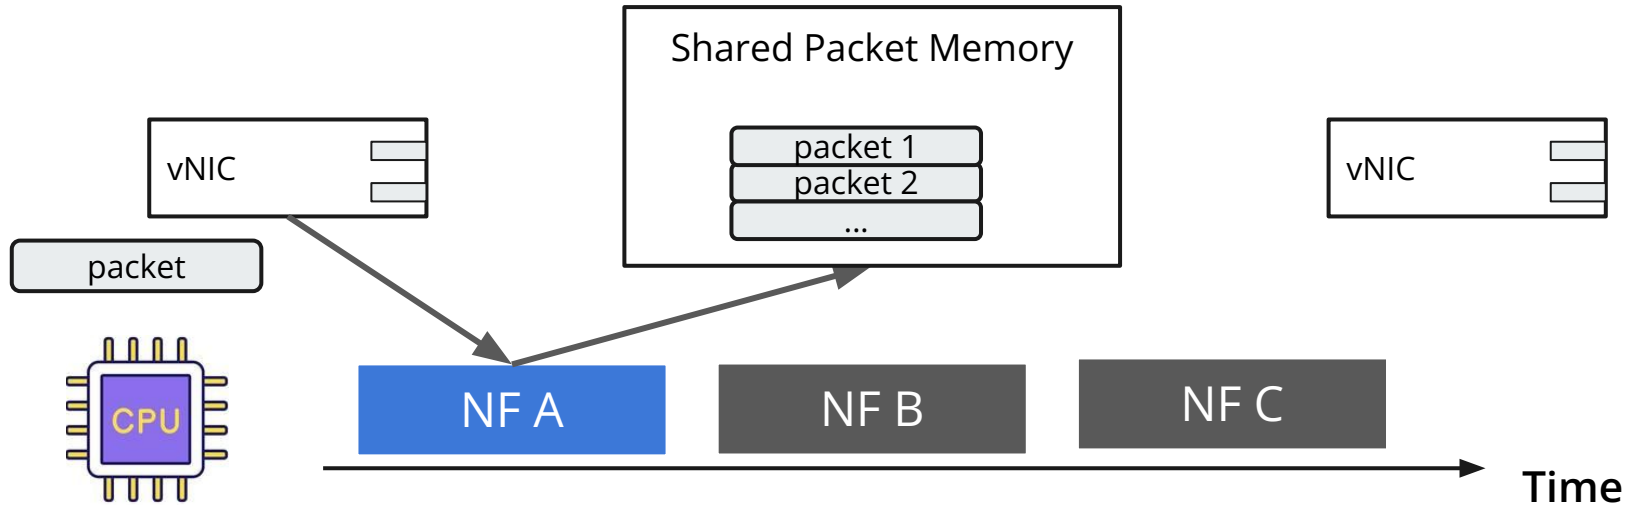 Shared Packet Memory
packet 1
packet 2
...
vNIC
vNIC
packet
CPU
NF A
NF B
NF C
Time